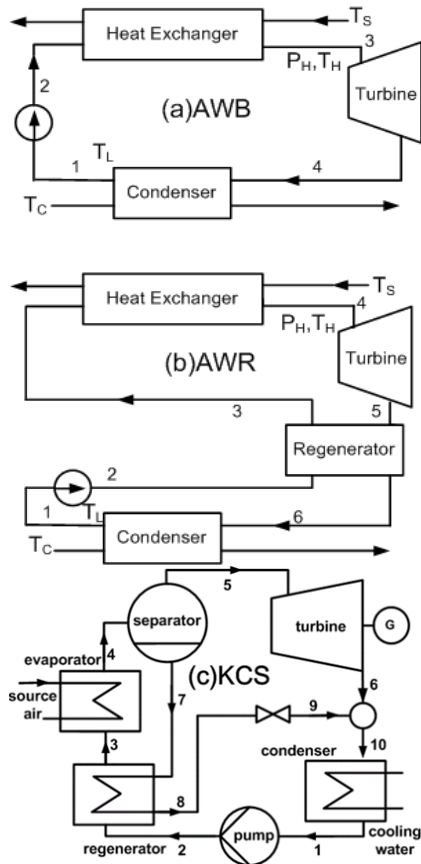 T_S
Heat Exchanger
3
P_H,T_H
2
(a)AWB
Turbine
T_L
1
4
Condenser
T_C
T_S
Heat Exchanger
4
P_H,T_H
(b)AWR
Turbine
3
5
Regenerator
2
1
T_L
6
T_C
Condenser
5
separator
turbine
G
evaporator
4
(c)KCS
source
air
7
6
9
3
condenser
10
8
pump
regenerator
2
1
cooling
water